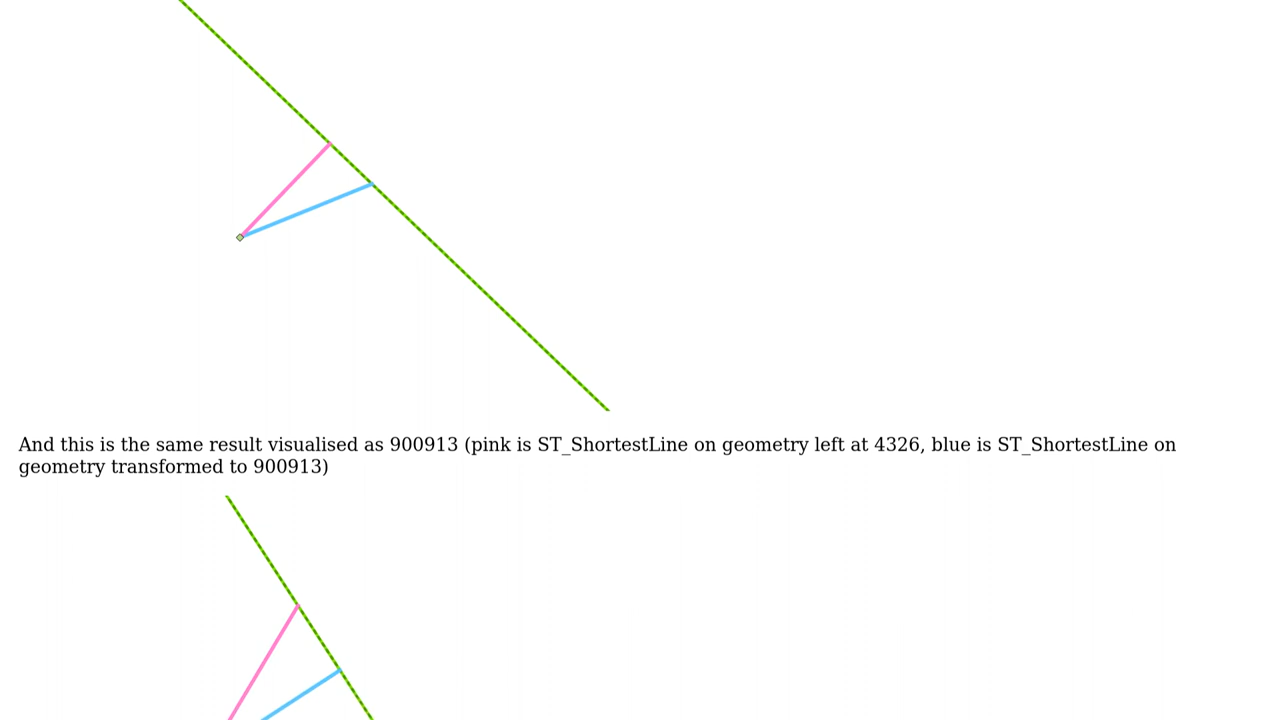 And this is the same result visualised as 900913 (pink is ST_ShortestLine on geometry left at 4326, blue is ST_ShortestLine on
geometry transformed to 900913)